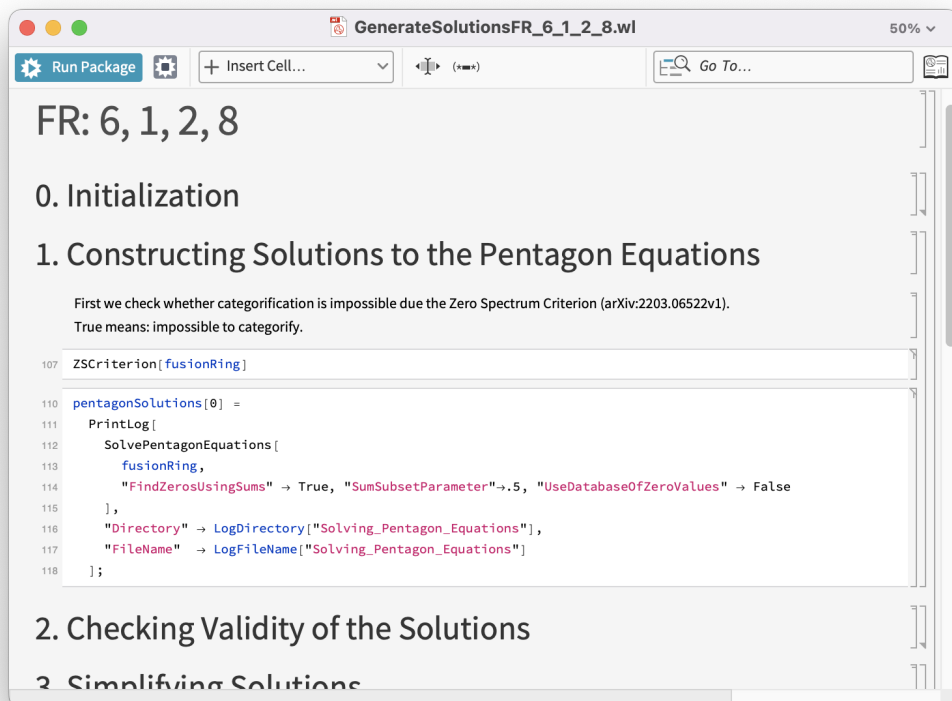 GenerateSolutionsFR_6_1_2_8.wl
50%
Run Package
Insert Cell...
(*▬*)
Go To...
FR: 6, 1, 2, 8
0. Initialization
1. Constructing Solutions to the Pentagon Equations
First we check whether categorification is impossible due the Zero Spectrum Criterion (arXiv:2203.06522v1).
True means: impossible to categorify.
107 ZSCriterion[fusionRing]
110 pentagonSolutions[0] =
111 PrintLog[
112 SolvePentagonEquations[
113 fusionRing,
114 "FindZerosUsingSums" → True, "SumSubsetParameter"→.5, "UseDatabaseOfZeroValues" → False
115 ],
116 "Directory" → LogDirectory["Solving_Pentagon_Equations"],
117 "FileName" → LogFileName["Solving_Pentagon_Equations"]
118 ];
2. Checking Validity of the Solutions
3. Simplifying Solutions